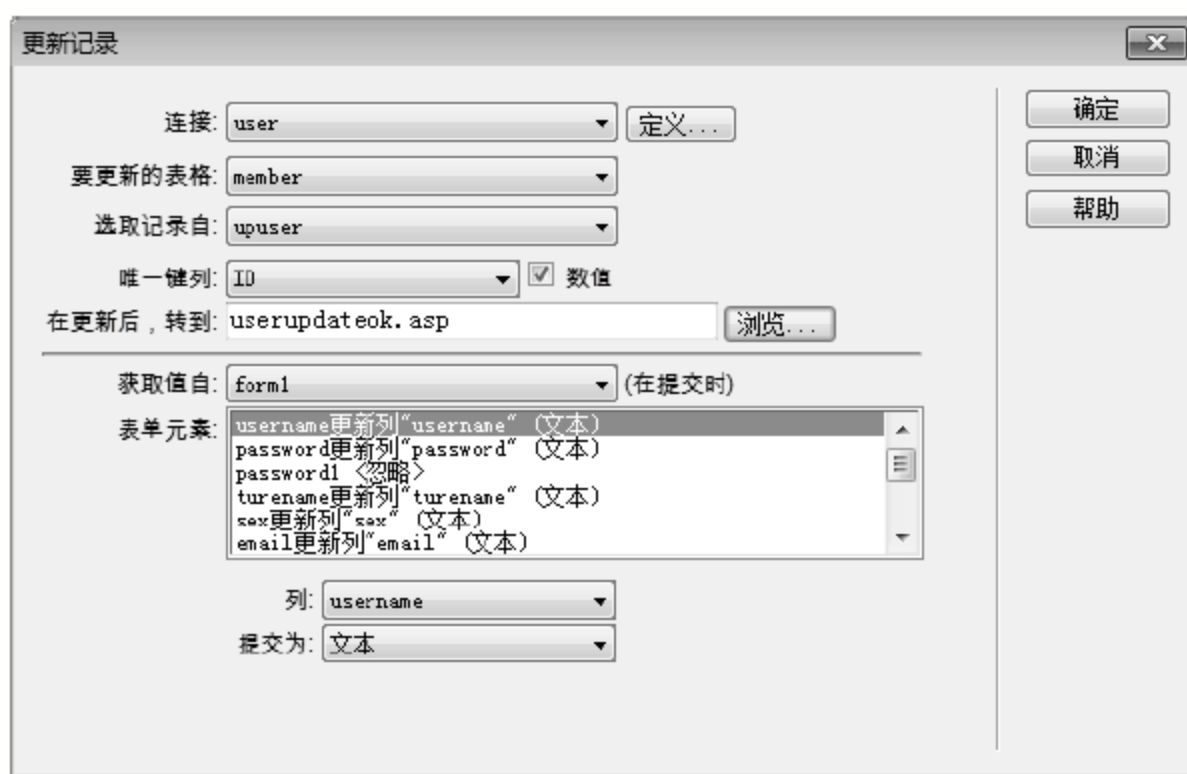 更新记录
连接: user 定义...
确定
要更新的表格: member
取消
选取记录自: upuser
帮助
唯一键列: ID 数值
在更新后，转到: userupdateok.asp 浏览...
获取值自: form1 (在提交时)
表单元素: username更新列"username" (文本)
password更新列"password" (文本)
password1 <忽略>
turename更新列"turename" (文本)
sex更新列"sex" (文本)
email更新列"email" (文本)
列: username
提交为: 文本